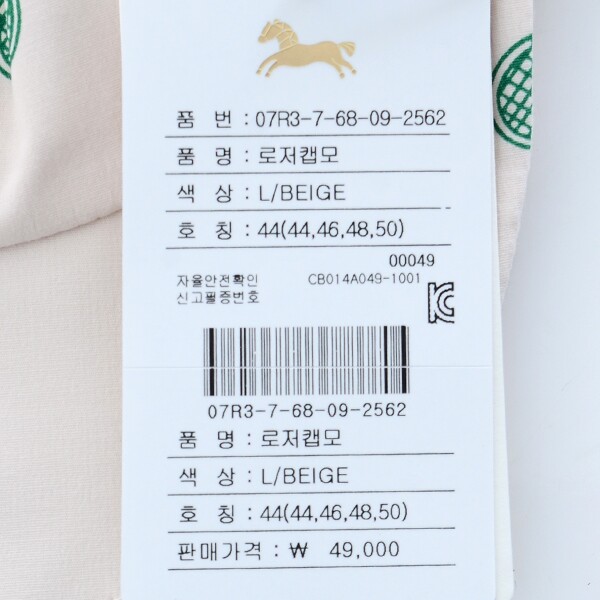 품 번 : 07R3-7-68-09-2562
품 명 : 로저캡모
색 상 : L/BEIGE
호 칭 : 44(44,46,48,50)
00049
자율안전확인 CB014A049-1001
신고필증번호
07R3-7-68-09-2562
품 명 : 로저캡모
색 상 : L/BEIGE
호 칭 : 44(44,46,48,50)
판매가격 : ₩ 49,000